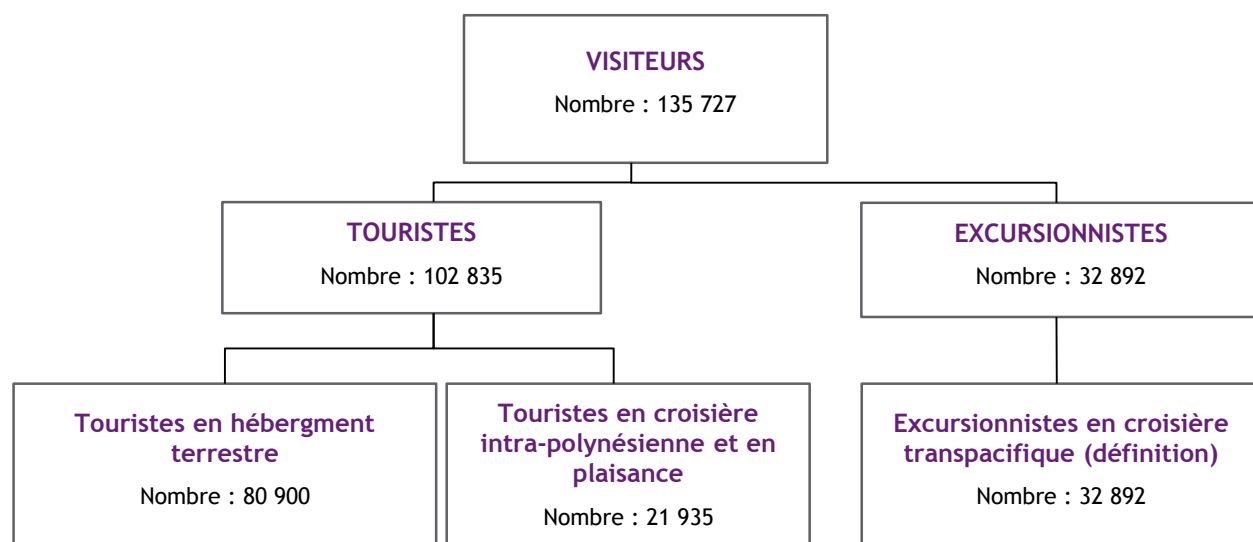 VISITEURS
Nombre : 135 727
TOURISTES
Nombre : 102 835
EXCURSIONNISTES
Nombre : 32 892
Touristes en hébergment
terrestre
Nombre : 80 900
Touristes en croisière
intra-polynésienne et en
plaisance
Nombre : 21 935
Excursionnistes en croisière
transpacifique (définition)
Nombre : 32 892